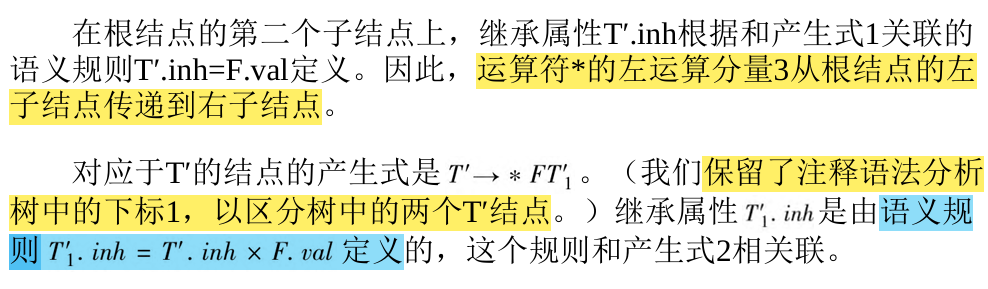 在根结点的第二个子结点上，继承属性T′.inh根据和产生式1关联的
语义规则T′.inh=F.val定义。因此，运算符*的左运算分量3从根结点的左
子结点传递到右子结点。
对应于T′的结点的产生式是 T′→ * FT′₁ 。（我们保留了注释语法分析
树中的下标1，以区分树中的两个T′结点。）继承属性 T′₁. inh 是由语义规
则 T′₁. inh = T′. inh × F. val 定义的，这个规则和产生式2相关联。